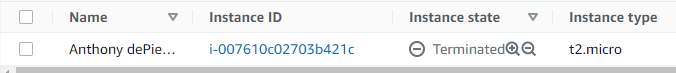 Name Instance ID Instance state Instance type
Anthony dePie... i-007610c02703b421c Terminated t2.micro